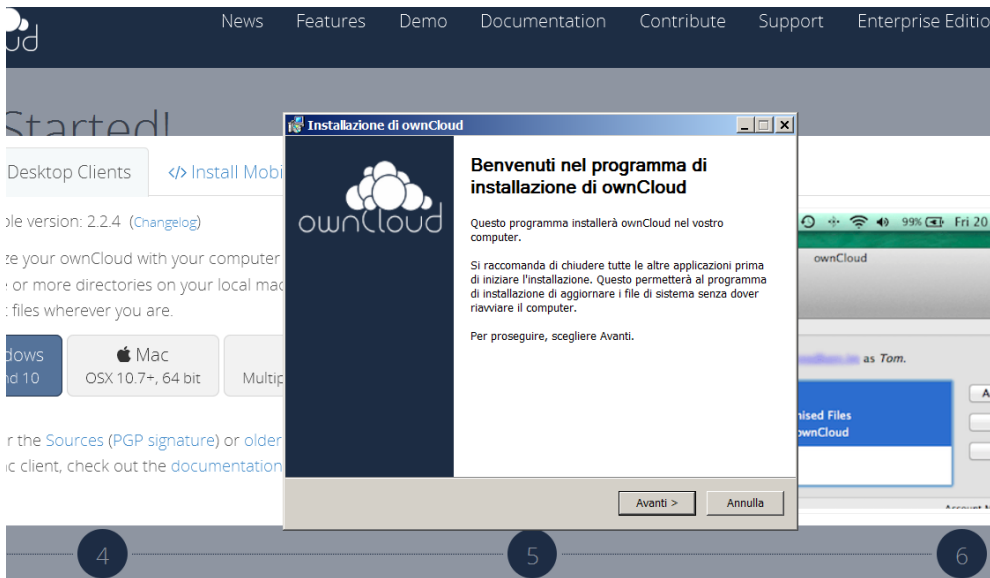 News Features Demo Documentation Contribute Support Enterprise Editio
Started!
Desktop Clients </> Install Mobi
ble version: 2.2.4 (Changelog)
ze your ownCloud with your computer
e or more directories on your local mac
t files wherever you are.
dows
nd 10
Mac
OSX 10.7+, 64 bit
Multip
r the Sources (PGP signature) or older
nc client, check out the documentation
Installazione di ownCloud
ownCloud
Benvenuti nel programma di
installazione di ownCloud
Questo programma installerà ownCloud nel vostro
computer.
Si raccomanda di chiudere tutte le altre applicazioni prima
di iniziare l'installazione. Questo permetterà al programma
di installazione di aggiornare i file di sistema senza dover
riavviare il computer.
Per proseguire, scegliere Avanti.
Avanti > Annulla
99% Fri 20
ownCloud
as Tom.
nised Files
ownCloud
A
4 5 6